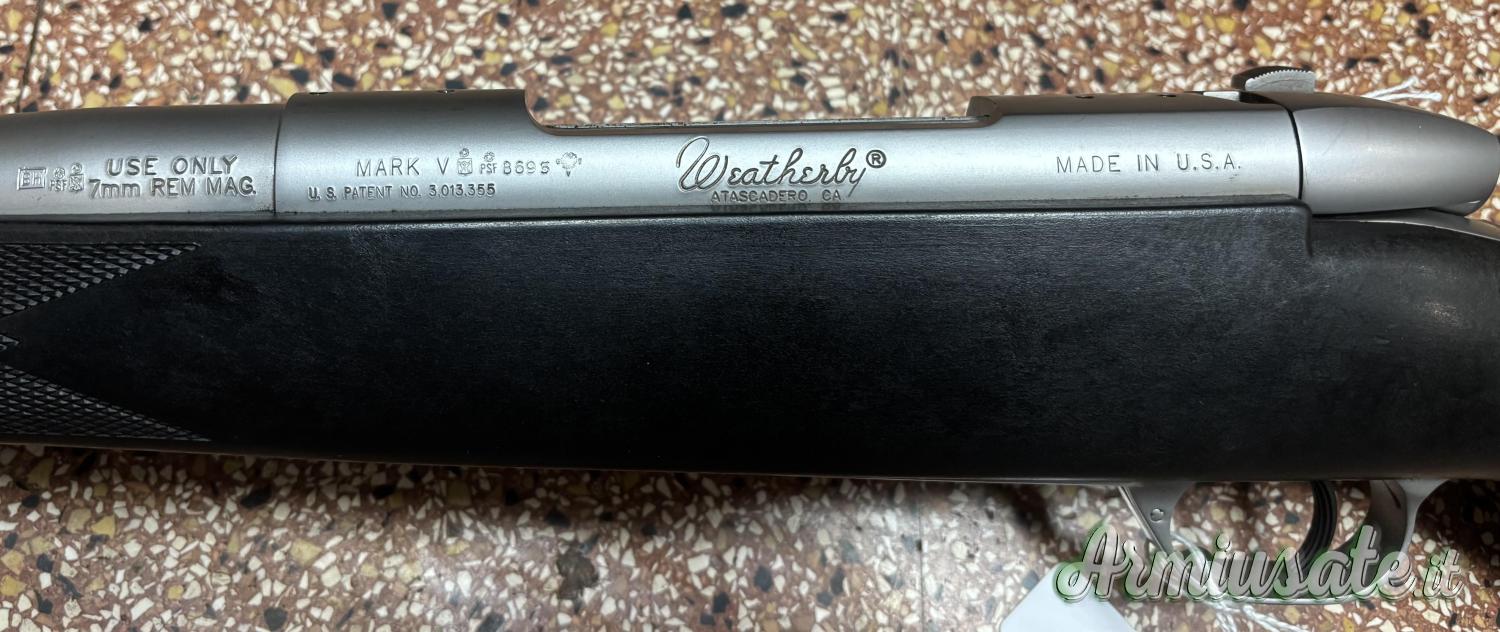 USE ONLY
7mm REM MAG.
MARK V PSF 8695
U.S. PATENT NO. 3.013.355
Weatherby®
ATASCADERO, CA
MADE IN U.S.A.
Armiusate.it